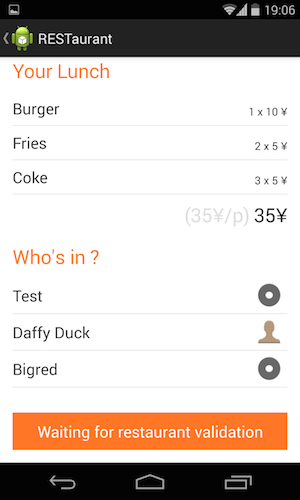 19:06
RESTaurant
Your Lunch
Burger 1 x 10 ¥
Fries 2 x 5 ¥
Coke 3 x 5 ¥
(35¥/p) 35¥
Who's in ?
Test
Daffy Duck
Bigred
Waiting for restaurant validation